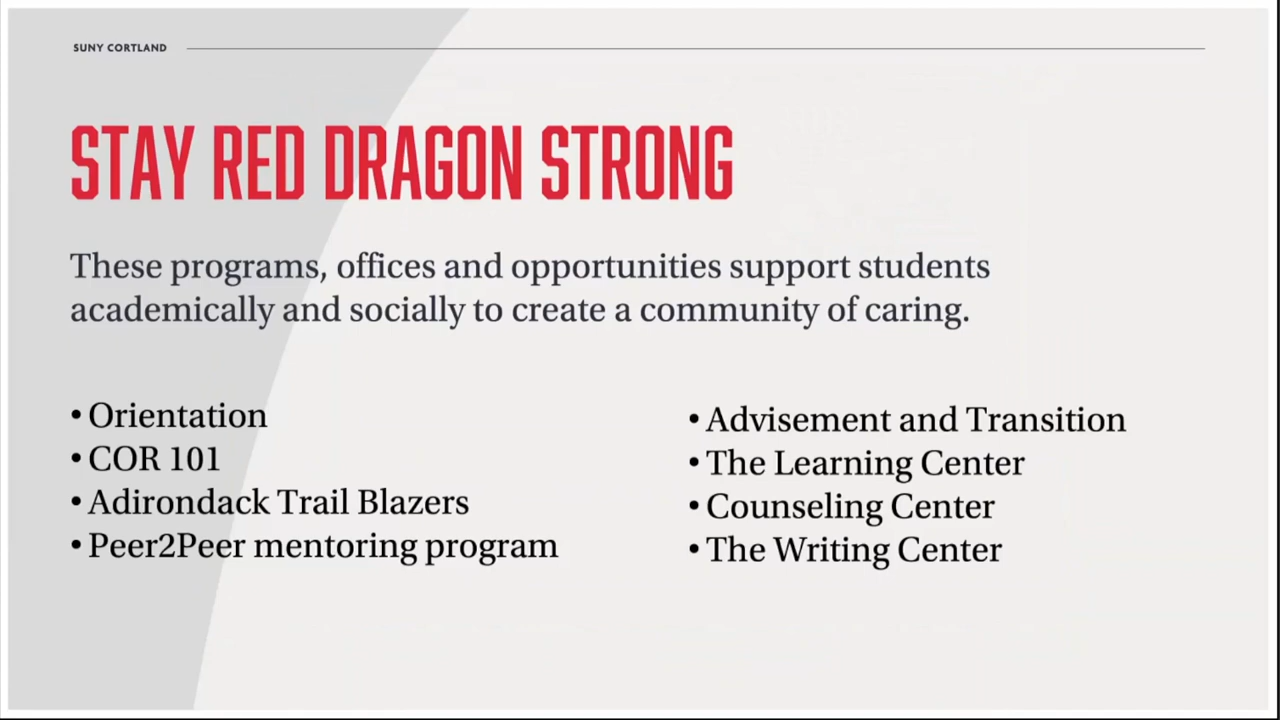 SUNY CORTLAND
STAY RED DRAGON STRONG
These programs, offices and opportunities support students
academically and socially to create a community of caring.
• Orientation
• COR 101
• Adirondack Trail Blazers
• Peer2Peer mentoring program
• Advisement and Transition
• The Learning Center
• Counseling Center
• The Writing Center